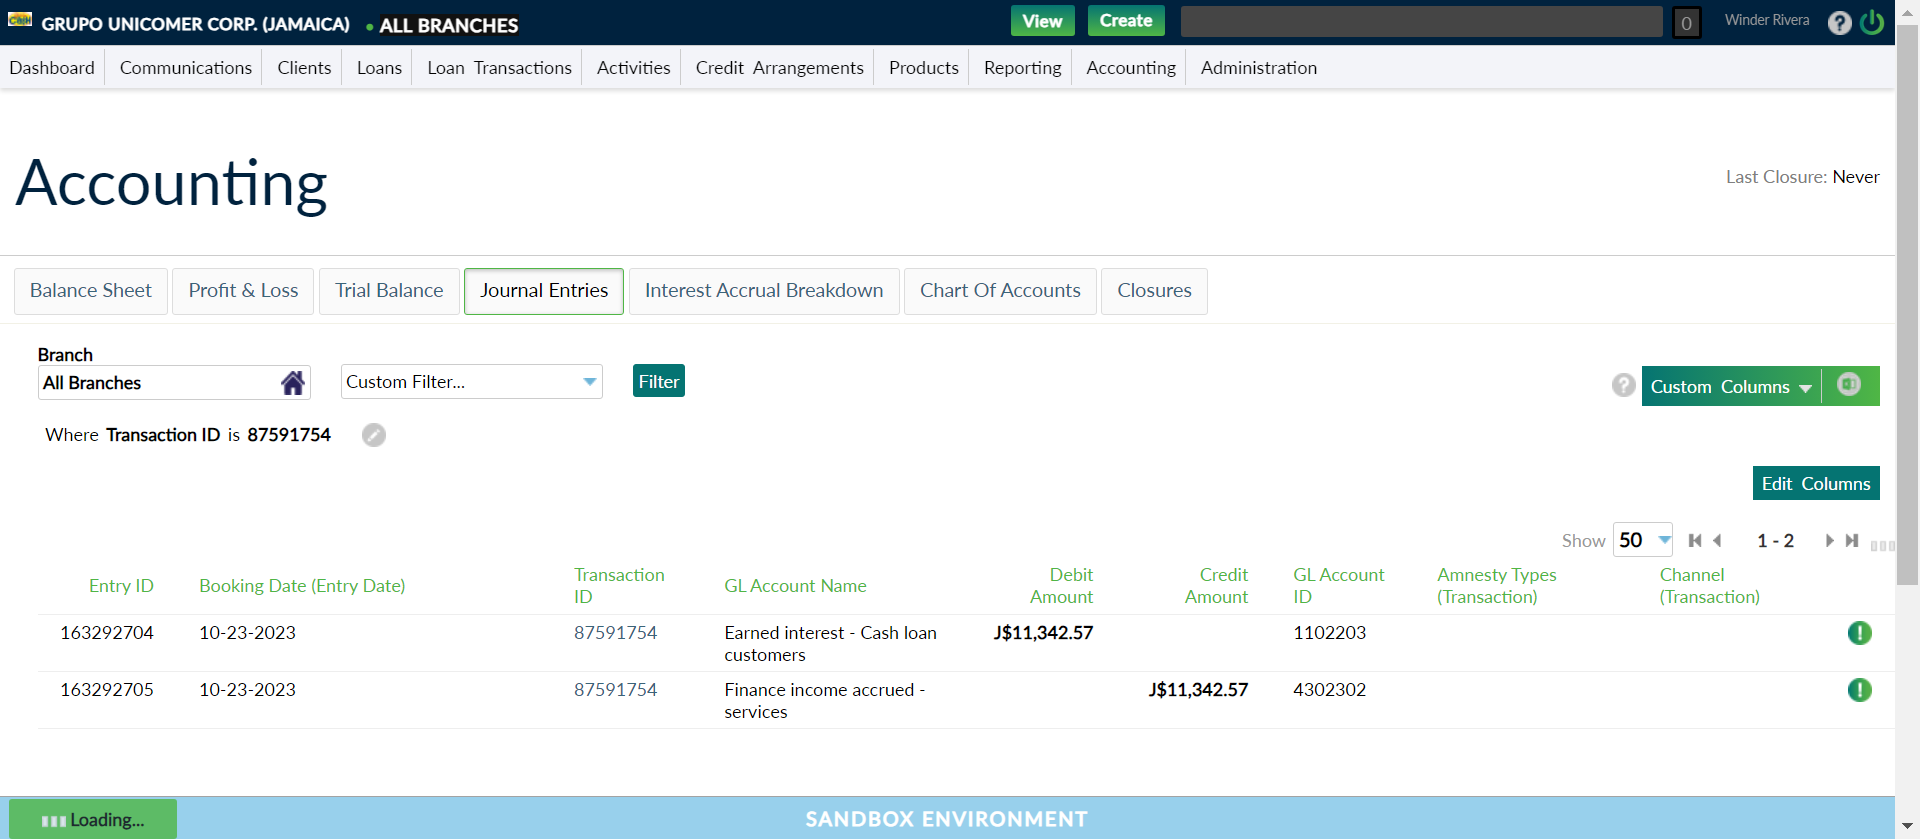 GRUPO UNICOMER CORP. (JAMAICA) • ALL BRANCHES View Create 0 Winder Rivera ?
Dashboard Communications Clients Loans Loan Transactions Activities Credit Arrangements Products Reporting Accounting Administration
Accounting
Last Closure: Never
Balance Sheet Profit & Loss Trial Balance Journal Entries Interest Accrual Breakdown Chart Of Accounts Closures
Branch
All Branches Custom Filter... Filter ? Custom Columns
Where Transaction ID is 87591754
Edit Columns
Show 50 1 - 2
Entry ID Booking Date (Entry Date) Transaction ID GL Account Name Debit Amount Credit Amount GL Account ID Amnesty Types (Transaction) Channel (Transaction)
163292704 10-23-2023 87591754 Earned interest - Cash loan customers J$11,342.57 1102203 !
163292705 10-23-2023 87591754 Finance income accrued - services J$11,342.57 4302302 !
Loading... SANDBOX ENVIRONMENT